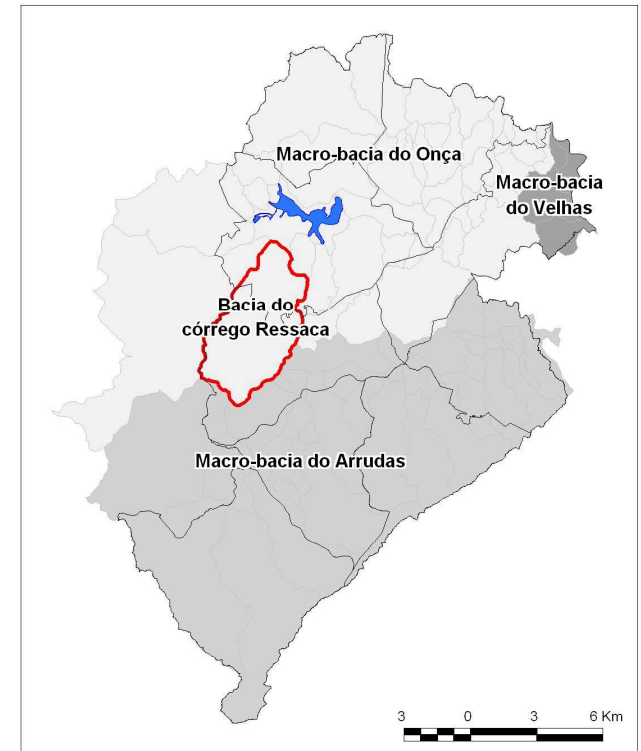 Macro-bacia do Onça
Macro-bacia
do Velhas
Bacia do
córrego Ressaca
Macro-bacia do Arrudas
3 0 3 6 Km